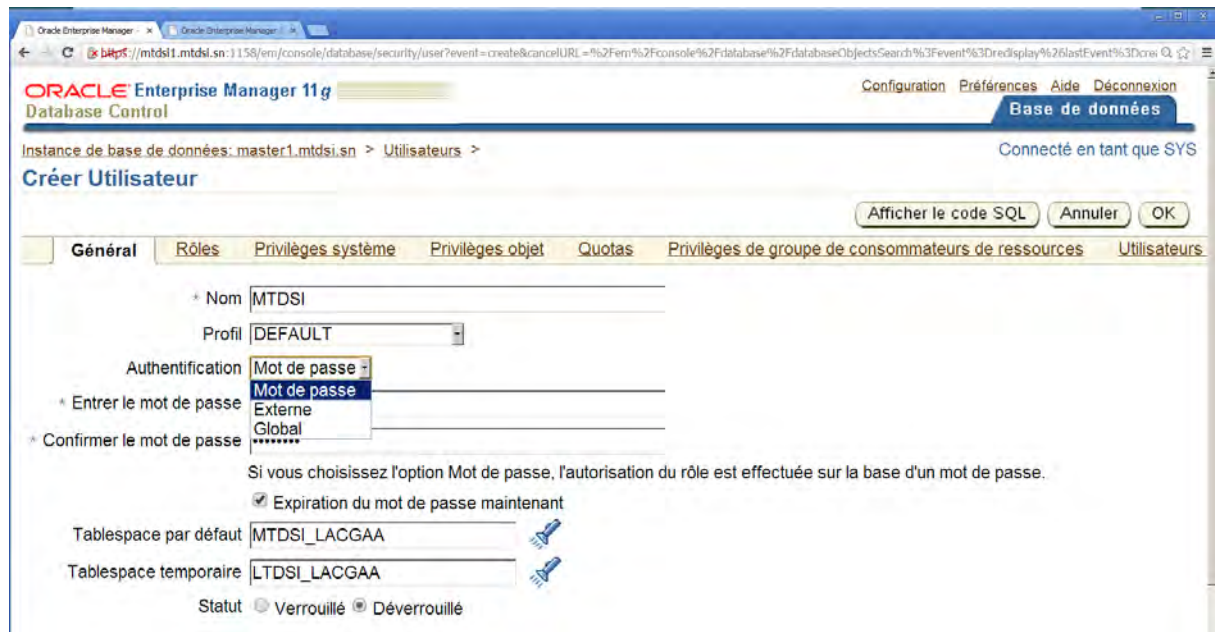 Oracle Enterprise Manager - × Oracle Enterprise Manager
https://mtdsi1.mtdsi.sn:1158/em/console/database/security/user?event=create&cancelURL=%2Fem%2Fconsole%2Fdatabase%2FdatabaseObjectsSearch%3Fevent%3Dredisplay%26lastEvent%3Dcrea
ORACLE Enterprise Manager 11g
Database Control
Configuration Préférences Aide Déconnexion
Base de données
Instance de base de données: master1.mtdsi.sn > Utilisateurs >
Connecté en tant que SYS
Créer Utilisateur
Afficher le code SQL Annuler OK
Général Rôles Privilèges système Privilèges objet Quotas Privilèges de groupe de consommateurs de ressources Utilisateurs
* Nom MTDSI
Profil DEFAULT
Authentification Mot de passe
Mot de passe
* Entrer le mot de passe
Externe
Global
* Confirmer le mot de passe ••••••••
Si vous choisissez l'option Mot de passe, l'autorisation du rôle est effectuée sur la base d'un mot de passe.
Expiration du mot de passe maintenant
Tablespace par défaut MTDSI_LACGAA
Tablespace temporaire LTDSI_LACGAA
Statut Verrouillé Déverrouillé